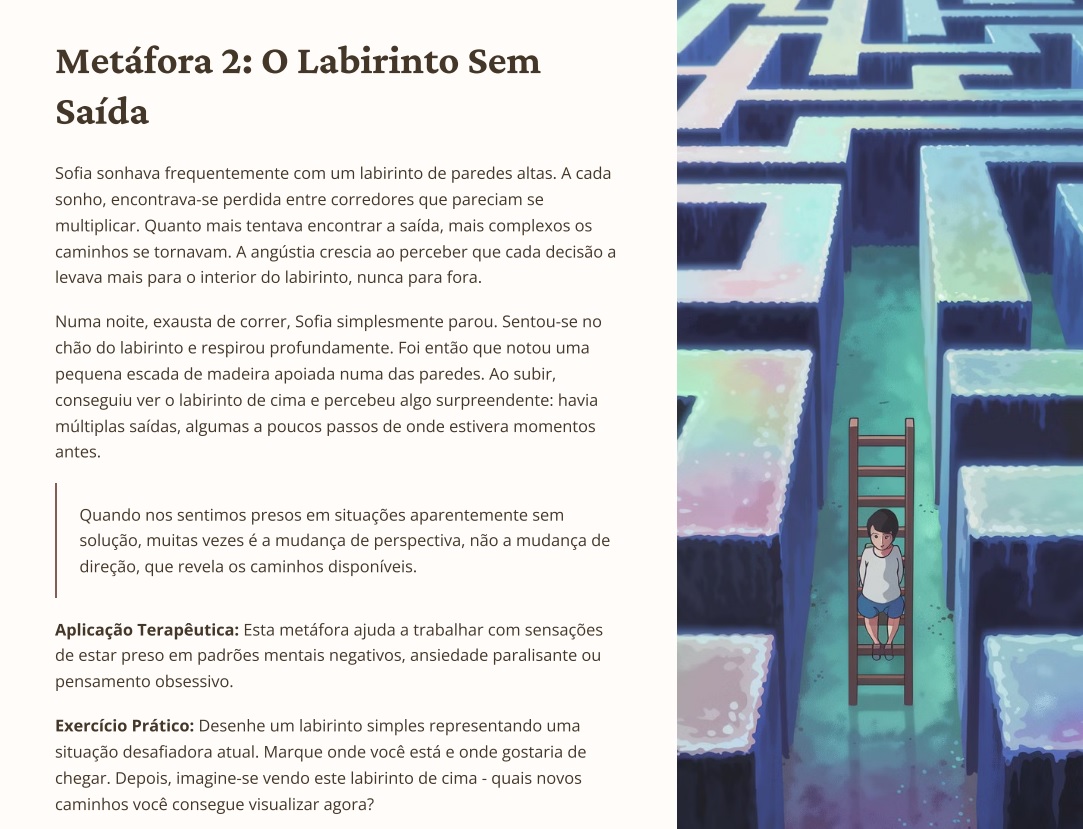 Metáfora 2: O Labirinto Sem
Saída
Sofia sonhava frequentemente com um labirinto de paredes altas. A cada
sonho, encontrava-se perdida entre corredores que pareciam se
multiplicar. Quanto mais tentava encontrar a saída, mais complexos os
caminhos se tornavam. A angústia crescia ao perceber que cada decisão a
levava mais para o interior do labirinto, nunca para fora.
Numa noite, exausta de correr, Sofia simplesmente parou. Sentou-se no
chão do labirinto e respirou profundamente. Foi então que notou uma
pequena escada de madeira apoiada numa das paredes. Ao subir,
conseguiu ver o labirinto de cima e percebeu algo surpreendente: havia
múltiplas saídas, algumas a poucos passos de onde estivera momentos
antes.
Quando nos sentimos presos em situações aparentemente sem
solução, muitas vezes é a mudança de perspectiva, não a mudança de
direção, que revela os caminhos disponíveis.
Aplicação Terapêutica: Esta metáfora ajuda a trabalhar com sensações
de estar preso em padrões mentais negativos, ansiedade paralisante ou
pensamento obsessivo.
Exercício Prático: Desenhe um labirinto simples representando uma
situação desafiadora atual. Marque onde você está e onde gostaria de
chegar. Depois, imagine-se vendo este labirinto de cima - quais novos
caminhos você consegue visualizar agora?